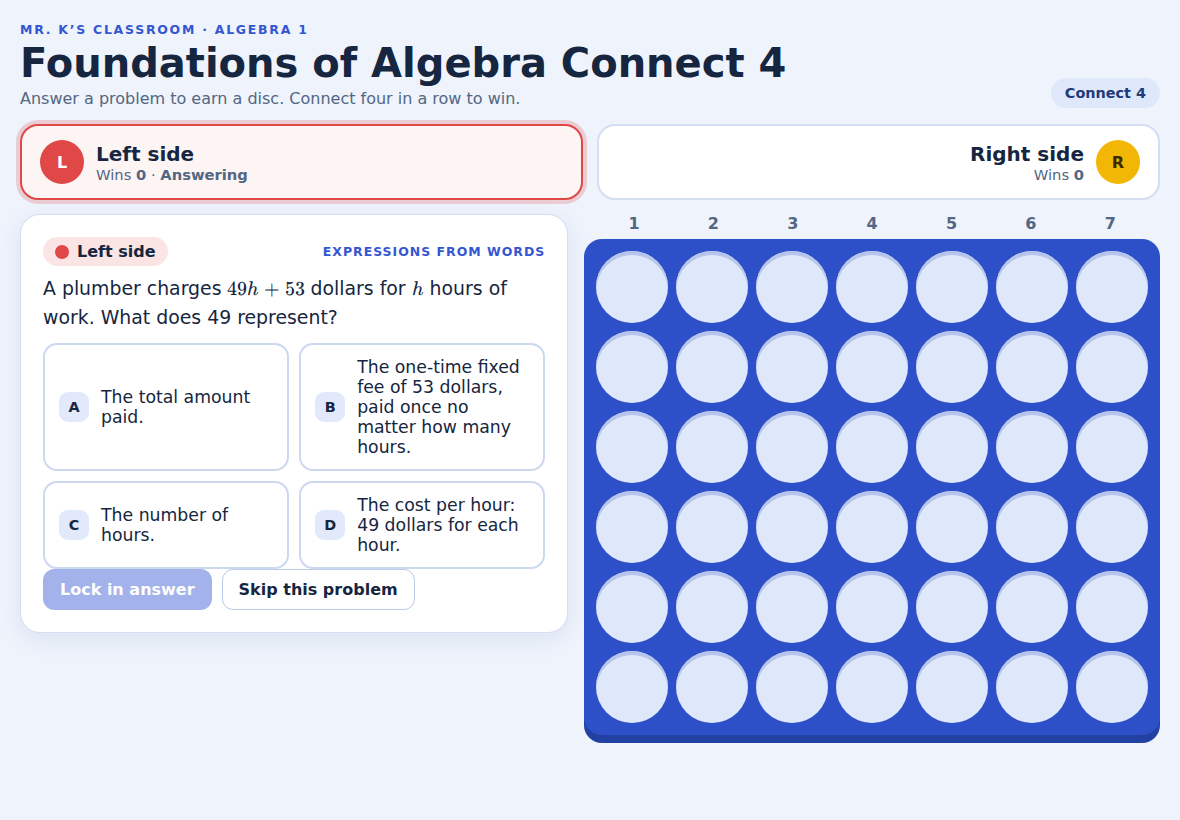 MR. K’S CLASSROOM · ALGEBRA 1
Foundations of Algebra Connect 4
Answer a problem to earn a disc. Connect four in a row to win.
Connect 4
L
Left side
Wins 0 · Answering
Right side
Wins 0
R
Left side
EXPRESSIONS FROM WORDS
A plumber charges 49h + 53 dollars for h hours of
work. What does 49 represent?
A
The total amount
paid.
B
The one-time fixed
fee of 53 dollars,
paid once no
matter how many
hours.
C
The number of
hours.
D
The cost per hour:
49 dollars for each
hour.
Lock in answer
Skip this problem
1 2 3 4 5 6 7